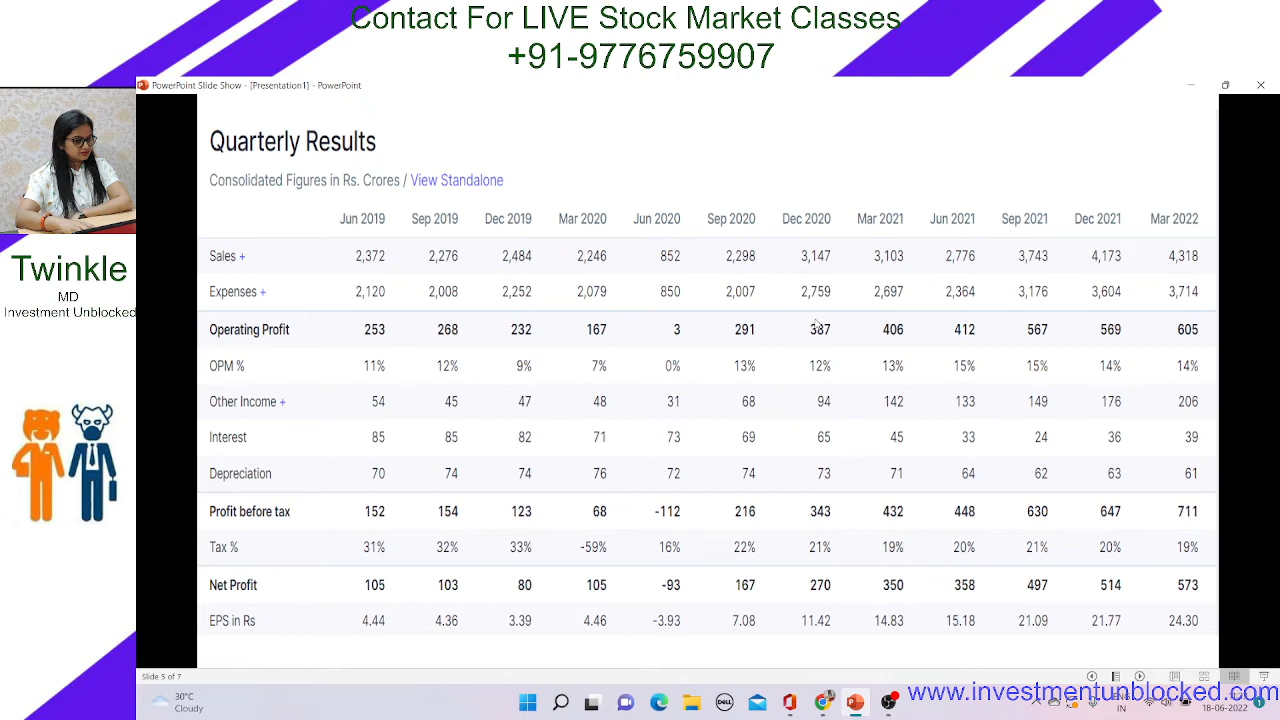 Contact For LIVE Stock Market Classes
+91-9776759907
PowerPoint Slide Show - [Presentation1] - PowerPoint
Twinkle
MD
Investment Unblocked
Quarterly Results
Consolidated Figures in Rs. Crores / View Standalone
Jun 2019 Sep 2019 Dec 2019 Mar 2020 Jun 2020 Sep 2020 Dec 2020 Mar 2021 Jun 2021 Sep 2021 Dec 2021 Mar 2022
Sales + 2,372 2,276 2,484 2,246 852 2,298 3,147 3,103 2,776 3,743 4,173 4,318
Expenses + 2,120 2,008 2,252 2,079 850 2,007 2,759 2,697 2,364 3,176 3,604 3,714
Operating Profit 253 268 232 167 3 291 387 406 412 567 569 605
OPM % 11% 12% 9% 7% 0% 13% 12% 13% 15% 15% 14% 14%
Other Income + 54 45 47 48 31 68 94 142 133 149 176 206
Interest 85 85 82 71 73 69 65 45 33 24 36 39
Depreciation 70 74 74 76 72 74 73 71 64 62 63 61
Profit before tax 152 154 123 68 -112 216 343 432 448 630 647 711
Tax % 31% 32% 33% -59% 16% 22% 21% 19% 20% 21% 20% 19%
Net Profit 105 103 80 105 -93 167 270 350 358 497 514 573
EPS in Rs 4.44 4.36 3.39 4.46 -3.93 7.08 11.42 14.83 15.18 21.09 21.77 24.30
Slide 5 of 7
30°C
Cloudy
DELL
www.investmentunblocked.com
IN
18-06-2022